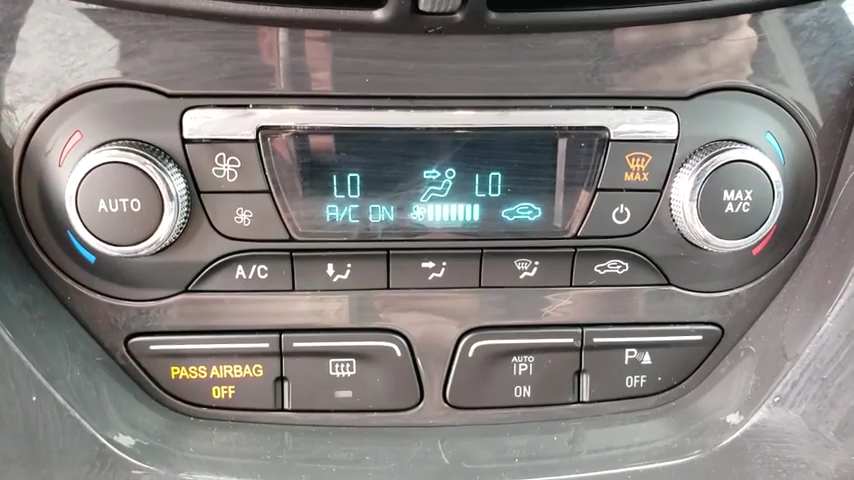 AUTO
LO LO
A/C ON
MAX
MAX
A/C
A/C
PASS AIRBAG
OFF
AUTO
P
ON
P
OFF